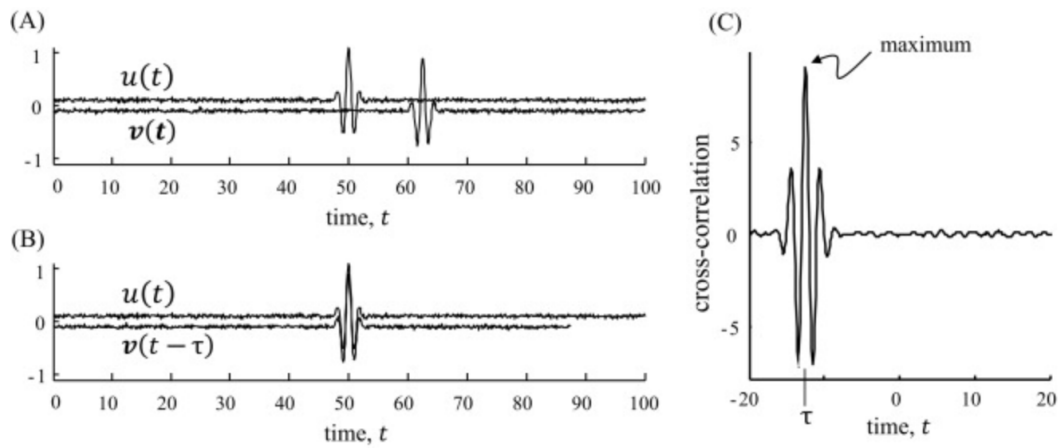 (A)
1
0
-1
u(t)
v(t)
0 10 20 30 40 50 60 70 80 90 100
time, t
(B)
1
0
-1
u(t)
v(t − τ)
0 10 20 30 40 50 60 70 80 90 100
time, t
(C)
maximum
cross-correlation
5
0
-5
-20 -10 0 10 20
τ
time, t